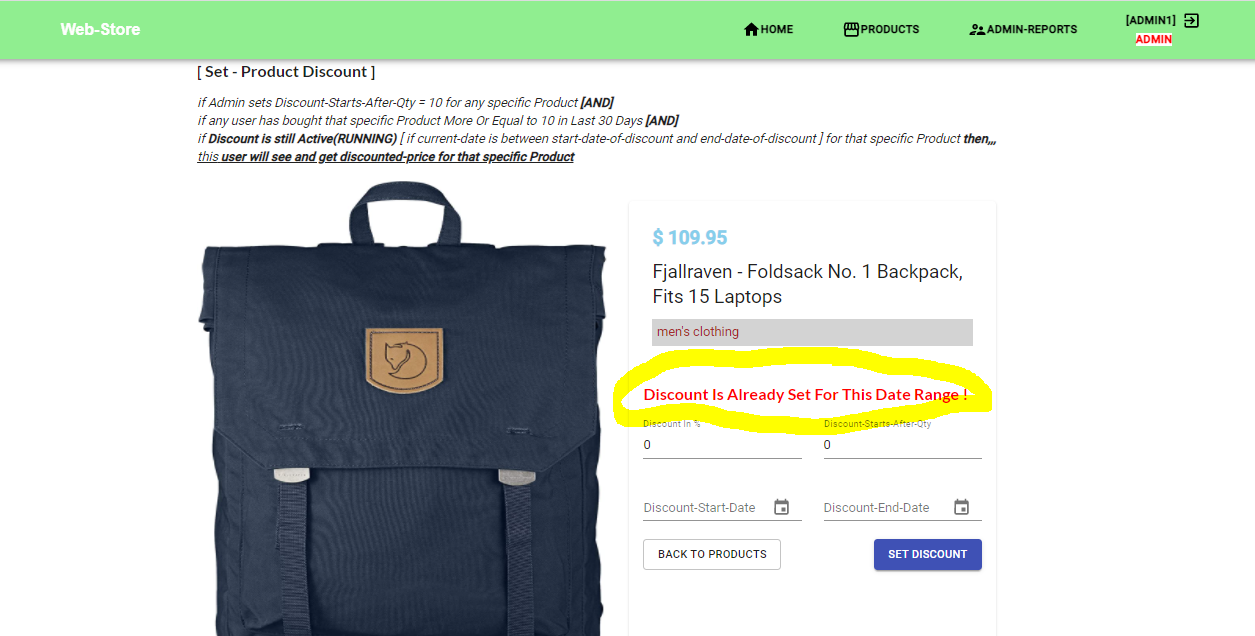 Web-Store
HOME
PRODUCTS
ADMIN-REPORTS
[ADMIN1]
ADMIN
[ Set - Product Discount ]
if Admin sets Discount-Starts-After-Qty = 10 for any specific Product [AND]
if any user has bought that specific Product More Or Equal to 10 in Last 30 Days [AND]
if Discount is still Active(RUNNING) [ if current-date is between start-date-of-discount and end-date-of-discount ] for that specific Product then,,,
this user will see and get discounted-price for that specific Product
$ 109.95
Fjallraven - Foldsack No. 1 Backpack,
Fits 15 Laptops
men's clothing
Discount Is Already Set For This Date Range !
Discount In % Discount-Starts-After-Qty
0 0
Discount-Start-Date Discount-End-Date
BACK TO PRODUCTS SET DISCOUNT